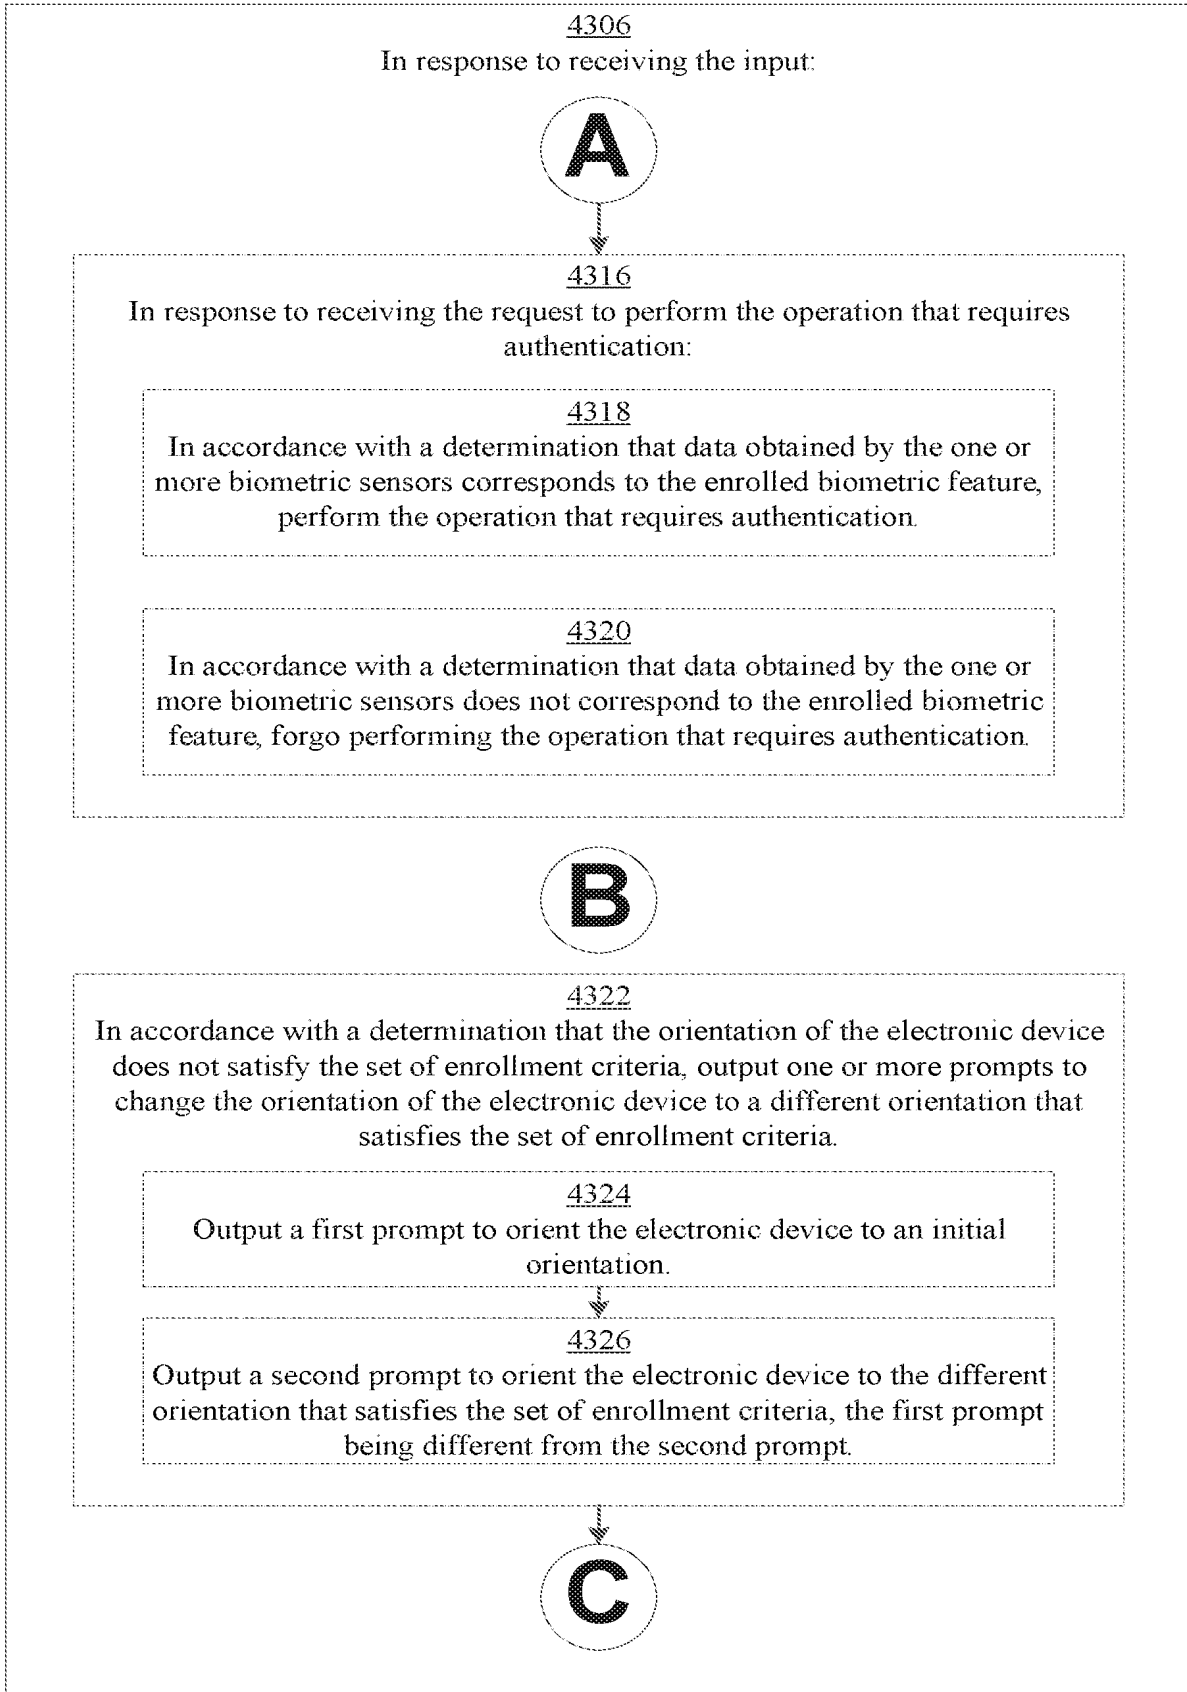 4306
In response to receiving the input:
A
4316
In response to receiving the request to perform the operation that requires
authentication:
4318
In accordance with a determination that data obtained by the one or
more biometric sensors corresponds to the enrolled biometric feature,
perform the operation that requires authentication.
4320
In accordance with a determination that data obtained by the one or
more biometric sensors does not correspond to the enrolled biometric
feature, forgo performing the operation that requires authentication.
B
4322
In accordance with a determination that the orientation of the electronic device
does not satisfy the set of enrollment criteria, output one or more prompts to
change the orientation of the electronic device to a different orientation that
satisfies the set of enrollment criteria.
4324
Output a first prompt to orient the electronic device to an initial
orientation.
4326
Output a second prompt to orient the electronic device to the different
orientation that satisfies the set of enrollment criteria, the first prompt
being different from the second prompt.
C